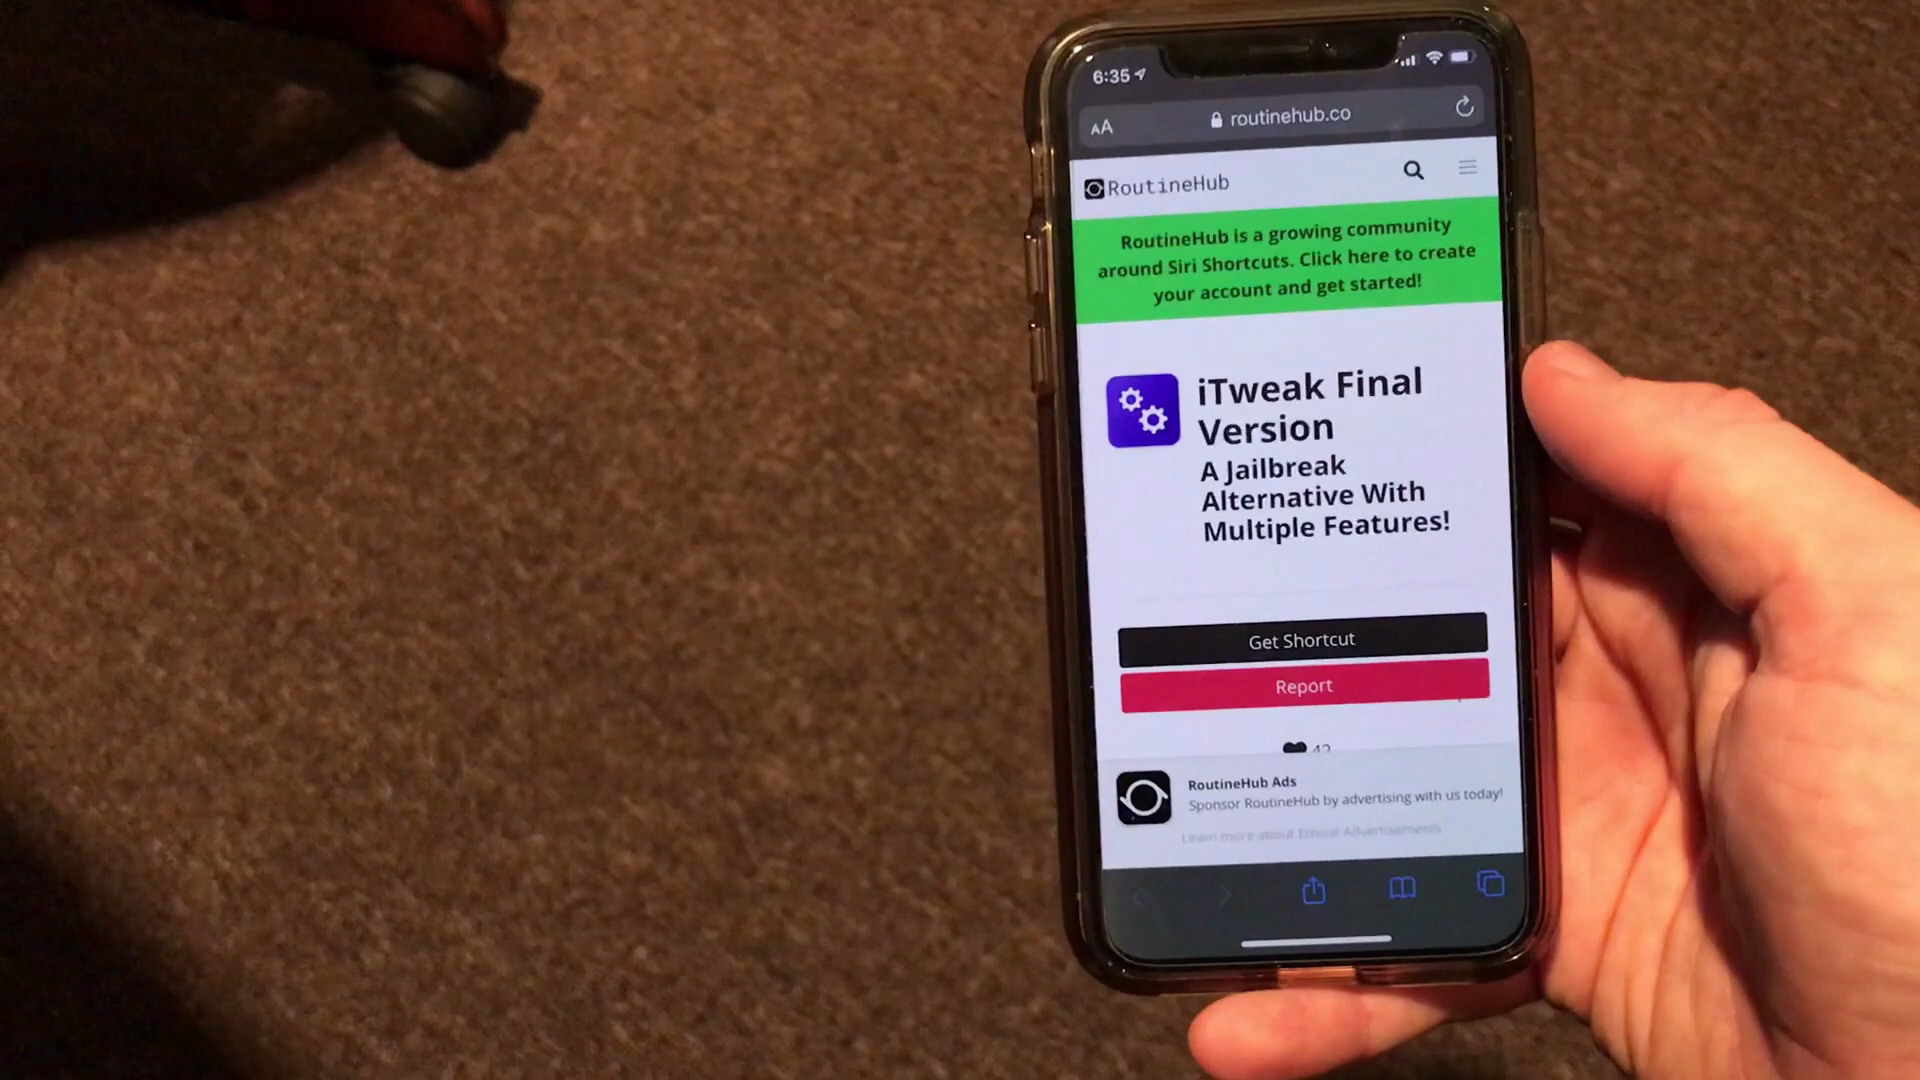 6:35
AA routinehub.co
RoutineHub
RoutineHub is a growing community
around Siri Shortcuts. Click here to create
your account and get started!
iTweak Final
Version
A Jailbreak
Alternative With
Multiple Features!
Get Shortcut
Report
42
RoutineHub Ads
Sponsor RoutineHub by advertising with us today!
Learn more about Ethical Advertisements